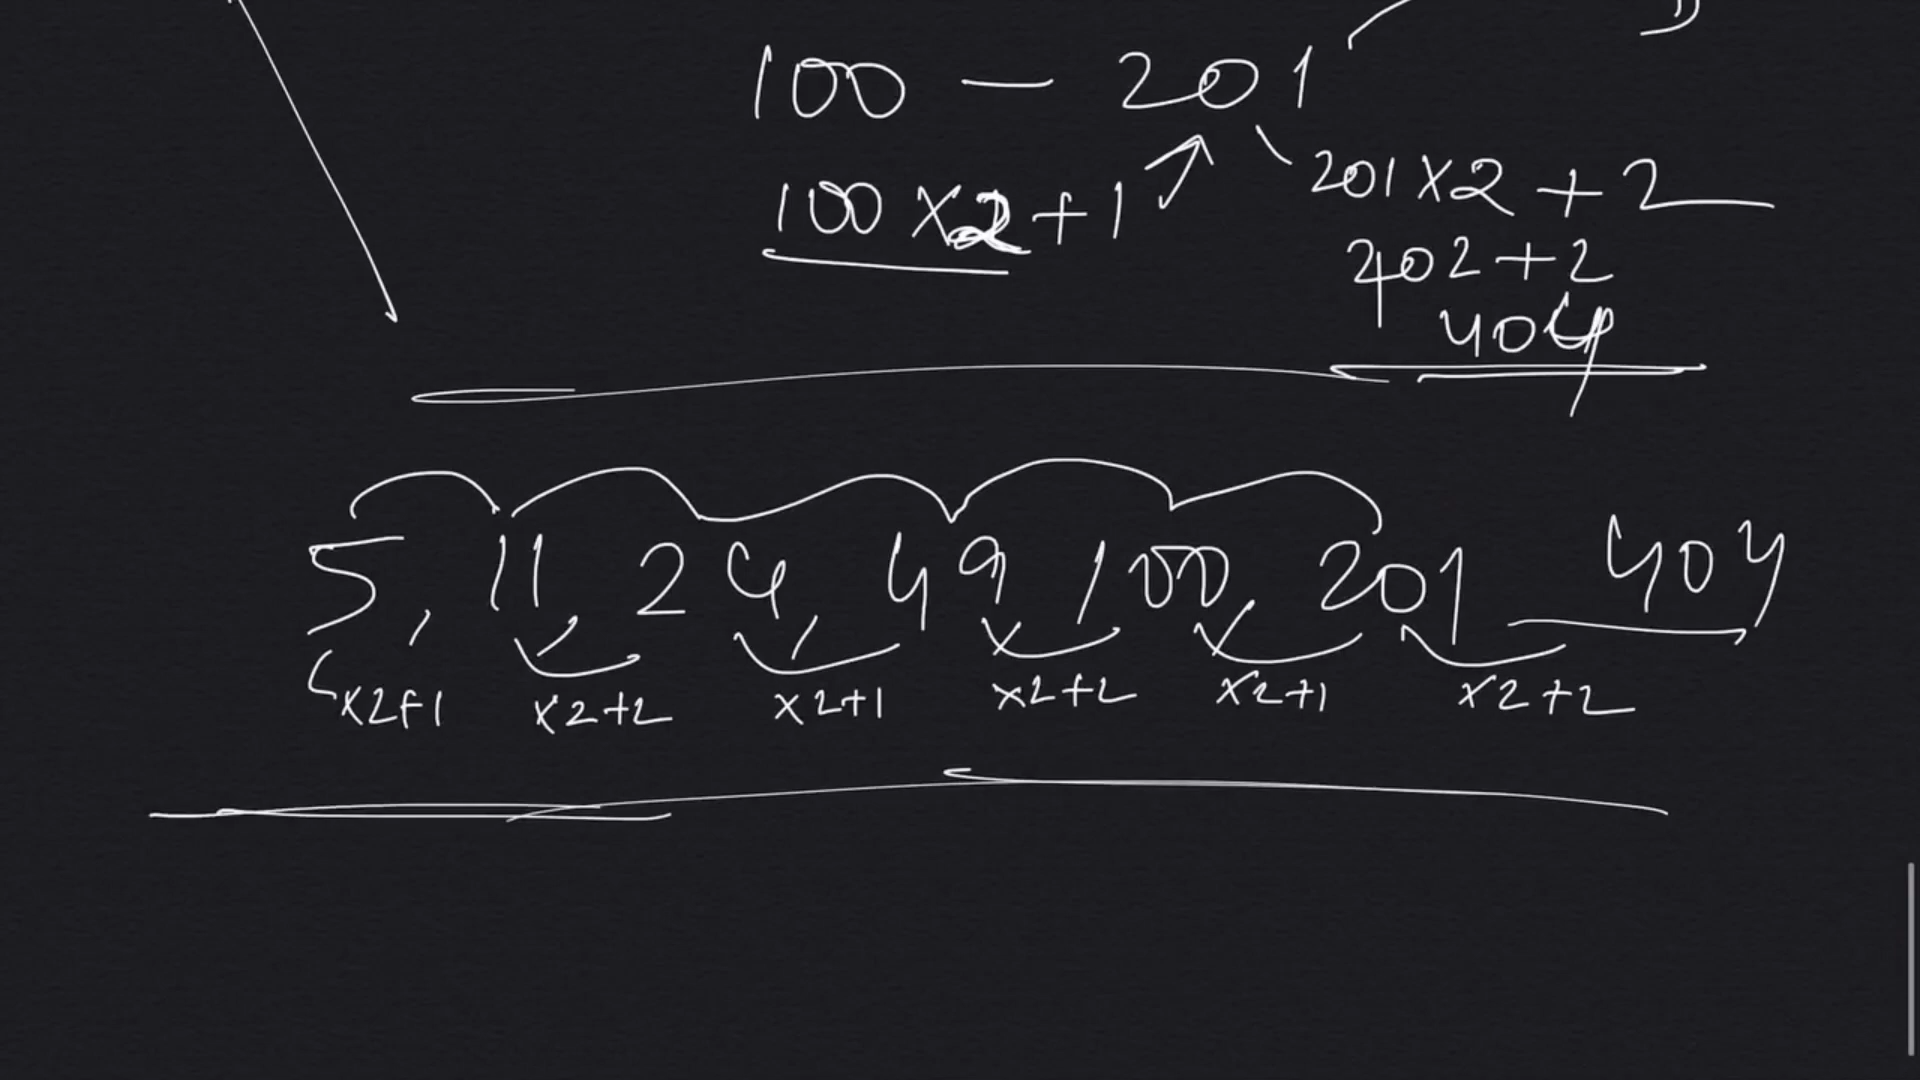 100 — 201
100 x2+1
201 x2 + 2
402+2
404
5, 11, 24, 49, 100, 201 404
x2+1 x2+2 x2+1 x2+2 x2+1 x2+2